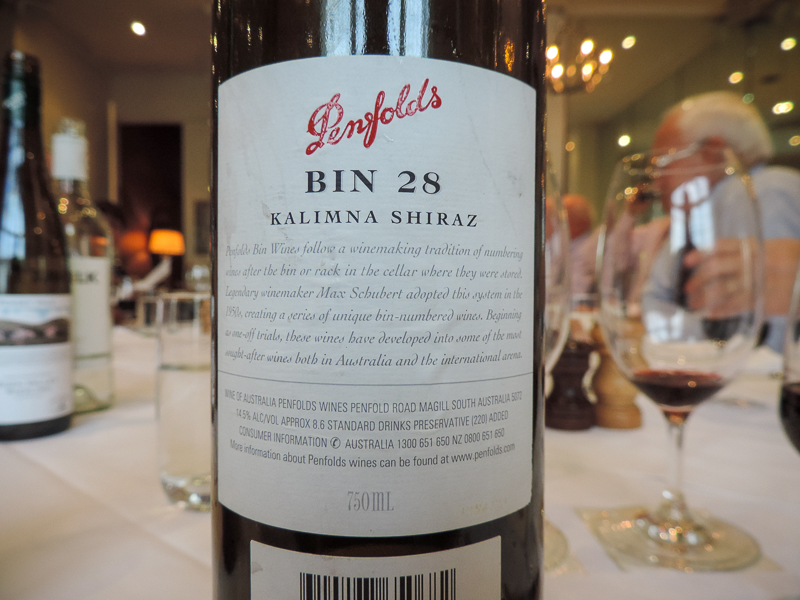 Penfolds
BIN 28
KALIMNA SHIRAZ
Penfolds Bin Wines follow a winemaking tradition of numbering
wines after the bin or rack in the cellar where they were stored.
Legendary winemaker Max Schubert adopted this system in the
1950s, creating a series of unique bin-numbered wines. Beginning
as one-off trials, these wines have developed into some of the most
sought-after wines both in Australia and the international arena.
WINE OF AUSTRALIA PENFOLDS WINES PENFOLD ROAD MAGILL SOUTH AUSTRALIA 5072
14.5% ALC/VOL APPROX 8.6 STANDARD DRINKS PRESERVATIVE (220) ADDED
CONSUMER INFORMATION ✆ AUSTRALIA 1300 651 650 NZ 0800 651 650
More information about Penfolds wines can be found at www.penfolds.com
750ML